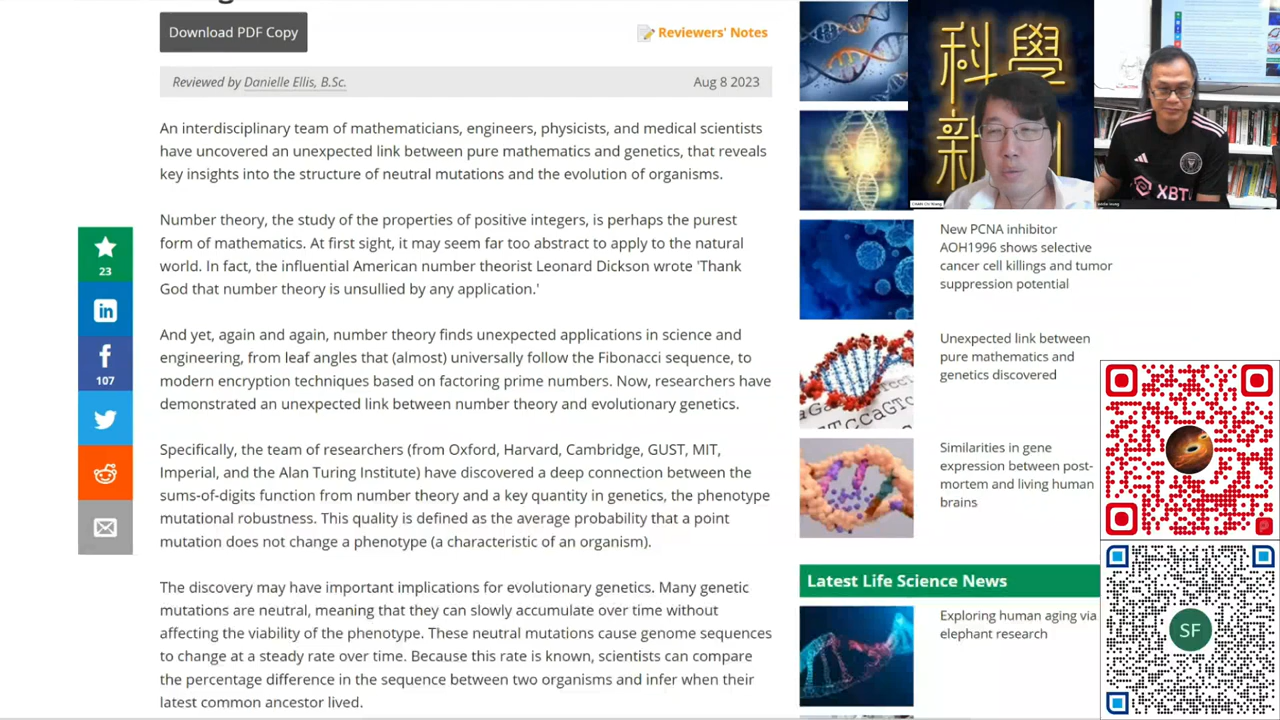 Download PDF Copy
Reviewers' Notes
Reviewed by Danielle Ellis, B.Sc.
Aug 8 2023
An interdisciplinary team of mathematicians, engineers, physicists, and medical scientists
have uncovered an unexpected link between pure mathematics and genetics, that reveals
key insights into the structure of neutral mutations and the evolution of organisms.
Number theory, the study of the properties of positive integers, is perhaps the purest
form of mathematics. At first sight, it may seem far too abstract to apply to the natural
world. In fact, the influential American number theorist Leonard Dickson wrote 'Thank
God that number theory is unsullied by any application.'
And yet, again and again, number theory finds unexpected applications in science and
engineering, from leaf angles that (almost) universally follow the Fibonacci sequence, to
modern encryption techniques based on factoring prime numbers. Now, researchers have
demonstrated an unexpected link between number theory and evolutionary genetics.
Specifically, the team of researchers (from Oxford, Harvard, Cambridge, GUST, MIT,
Imperial, and the Alan Turing Institute) have discovered a deep connection between the
sums-of-digits function from number theory and a key quantity in genetics, the phenotype
mutational robustness. This quality is defined as the average probability that a point
mutation does not change a phenotype (a characteristic of an organism).
The discovery may have important implications for evolutionary genetics. Many genetic
mutations are neutral, meaning that they can slowly accumulate over time without
affecting the viability of the phenotype. These neutral mutations cause genome sequences
to change at a steady rate over time. Because this rate is known, scientists can compare
the percentage difference in the sequence between two organisms and infer when their
latest common ancestor lived.
23
in
f
107
科學
新
XBT
New PCNA inhibitor
AOH1996 shows selective
cancer cell killings and tumor
suppression potential
Unexpected link between
pure mathematics and
genetics discovered
Similarities in gene
expression between post-
mortem and living human
brains
Latest Life Science News
Exploring human aging via
elephant research
SF